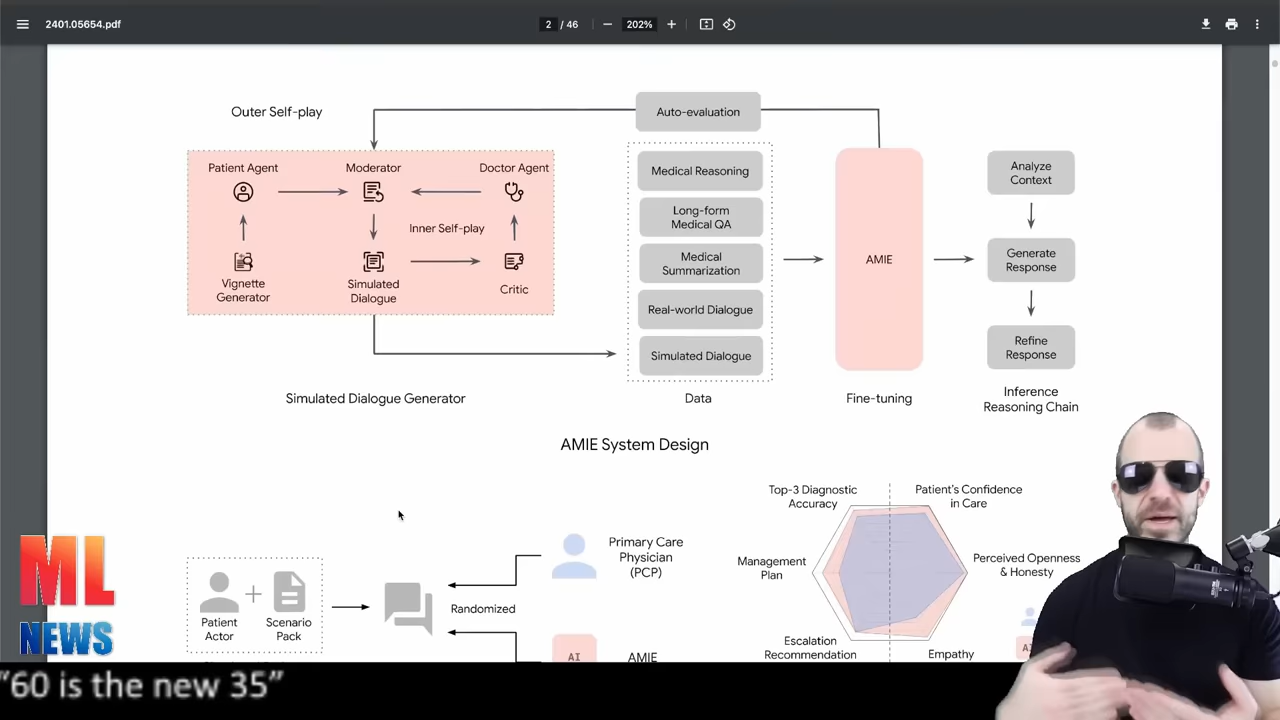 2401.05654.pdf
2 / 46
202%
Outer Self-play
Auto-evaluation
Patient Agent
Moderator
Doctor Agent
Inner Self-play
Vignette
Generator
Simulated
Dialogue
Critic
Simulated Dialogue Generator
Medical Reasoning
Long-form
Medical QA
Medical
Summarization
Real-world Dialogue
Simulated Dialogue
Data
AMIE
Fine-tuning
Analyze
Context
Generate
Response
Refine
Response
Inference
Reasoning Chain
AMIE System Design
Patient
Actor
Scenario
Pack
Randomized
Primary Care
Physician
(PCP)
AI
AMIE
Top-3 Diagnostic
Accuracy
Patient's Confidence
in Care
Management
Plan
Perceived Openness
& Honesty
Escalation
Recommendation
Empathy
ML
NEWS
"60 is the new 35"